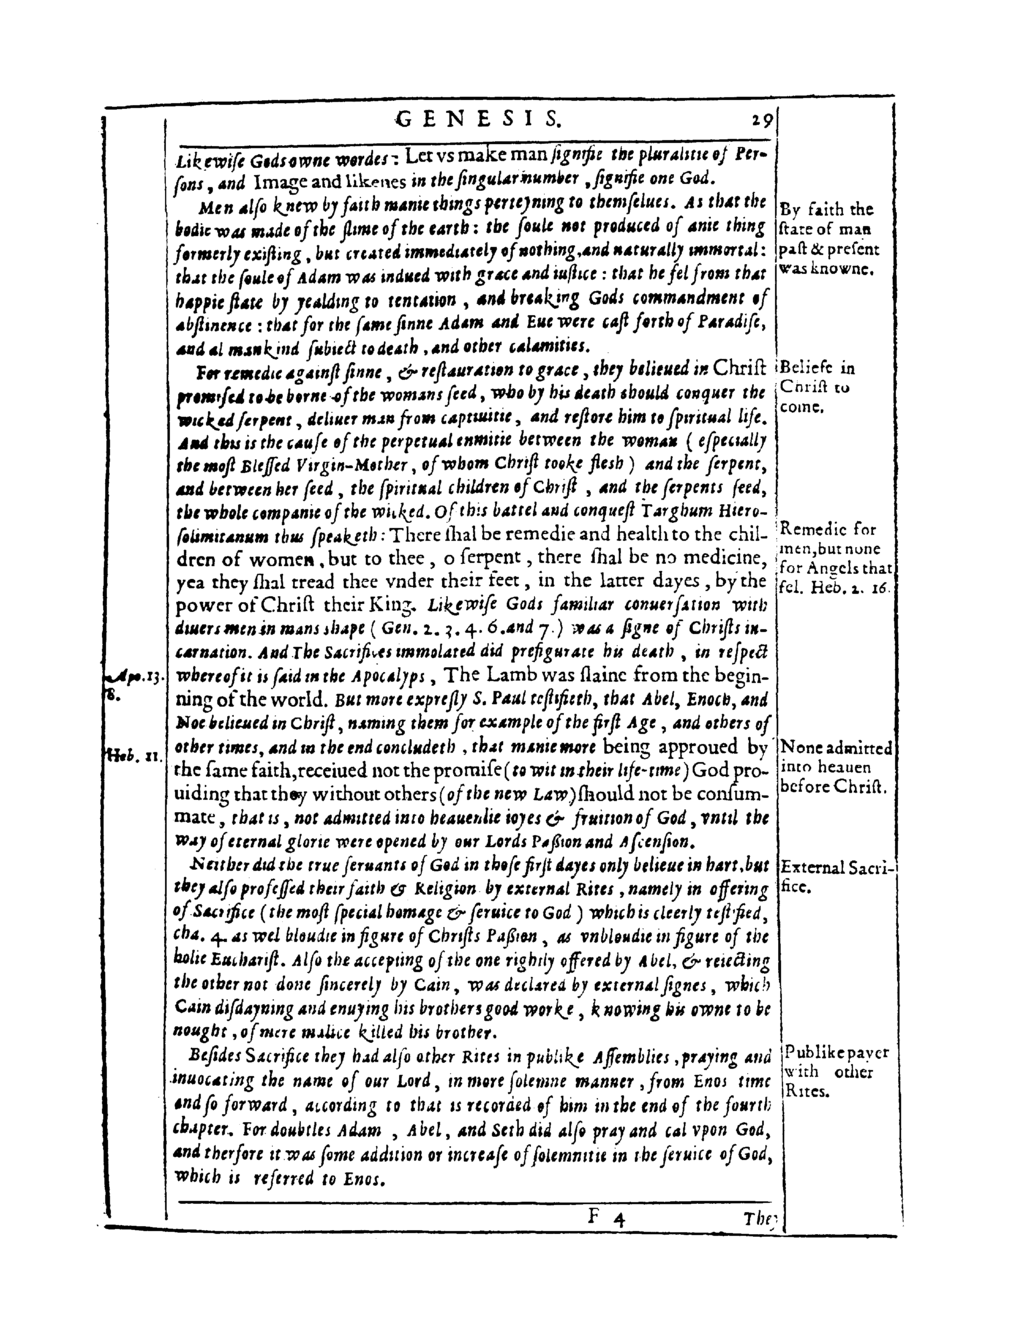 GENESIS. 29
Likewiſe Gods owne wordes: Let vs make man ſignifie the pluralitie of Per-
ſons, and Image and likenes in the ſingular number, ſignifie one God.
Men alſo knew by faith manie things perteyning to themſelues. As that the
bodie was made of the ſlime of the earth: the ſoule not produced of anie thing
formerly exiſting, but created immediately of nothing, and naturally immortal:
that the ſoule of Adam was indued with grace and iuſtice: that he fel from that
happie ſtate by yealding to tentation, and breaking Gods commandment of
abſtinence: that for the ſame ſinne Adam and Eue were caſt forth of Paradiſe,
and al mankind ſubiect to death, and other calamities.
By faith the
ſtate of man
paſt & preſent
was knowne.
For remedie againſt ſinne, & reſtauration to grace, they belieued in Chriſt
promiſed to be borne of the womans ſeed, who by his death should conquer the
wicked ſerpent, deliuer man from captiuitie, and reſtore him to ſpiritual life.
And this is the cauſe of the perpetual enmitie between the woman (eſpecially
the moſt Bleſſed Virgin-Mother, of whom Chriſt tooke flesh) and the ſerpent,
and between her ſeed, the ſpiritual children of Chriſt, and the ſerpents ſeed,
the whole companie of the wicked. Of this battel and conqueſt Targhum Hiero-
ſolimitanum thus ſpeaketh: There ſhal be remedie and health to the chil-
dren of women, but to thee, o ſerpent, there ſhal be no medicine,
yea they ſhal tread thee vnder their feet, in the latter dayes, by the
power of Chriſt their King. Likewiſe Gods familiar conuerſation with
diuers men in mans shape (Gen. 2. 3. 4. 6. and 7.) was a ſigne of Chriſts in-
carnation. And The Sacrifices immolated did prefigurate his death, in reſpect
whereof it is ſaid in the Apocalyps, The Lamb was ſlaine from the begin-
ning of the world. But more expreſly S. Paul teſtifieth, that Abel, Enoch, and
Noe belieued in Chriſt, naming them for example of the firſt Age, and others of
other times, and in the end concludeth, that manie more being approued by
the ſame faith, receiued not the promiſe (to wit in their life-time) God pro-
uiding that they without others (of the new Law) ſhould not be conſum-
mate, that is, not admitted into heauenlie ioyes & fruition of God, vntil the
way of eternal glorie were opened by our Lords Paſsion and Aſcenſion.
Beliefe in
Chriſt to
come.
Remedie for
men, but none
for Angels that
fel. Heb. 2. 16.
Apo. 13.
8.
Heb. 11.
None admitted
into heauen
before Chriſt.
Neither did the true ſeruants of God in thoſe firſt dayes only belieue in hart, but
they alſo profeſſed their faith & Religion by external Rites, namely in offering
of Sacrifice (the moſt ſpecial homage & ſeruice to God) which is cleerly teſtified,
cha. 4. as wel bloudie in figure of Chriſts Paſsion, as vnbloudie in figure of the
holie Euchariſt. Alſo the accepting of the one rightly offered by Abel, & reiecting
the other not done ſincerely by Cain, was declared by external ſignes, which
Cain diſdayning and enuying his brothers good worke, knowing his owne to be
nought, of mere malice killed his brother.
External Sacri-
fice.
Beſides Sacrifice they had alſo other Rites in publike Aſſemblies, praying and
inuocating the name of our Lord, in more ſolemne manner, from Enos time
and ſo forward, according to that is recorded of him in the end of the fourth
chapter. For doubtles Adam, Abel, and Seth did alſo pray and cal vpon God,
and therfore it was ſome addition or increaſe of ſolemnitie in the ſeruice of God,
which is referred to Enos.
Publike payer
with other
Rites.
F 4 They